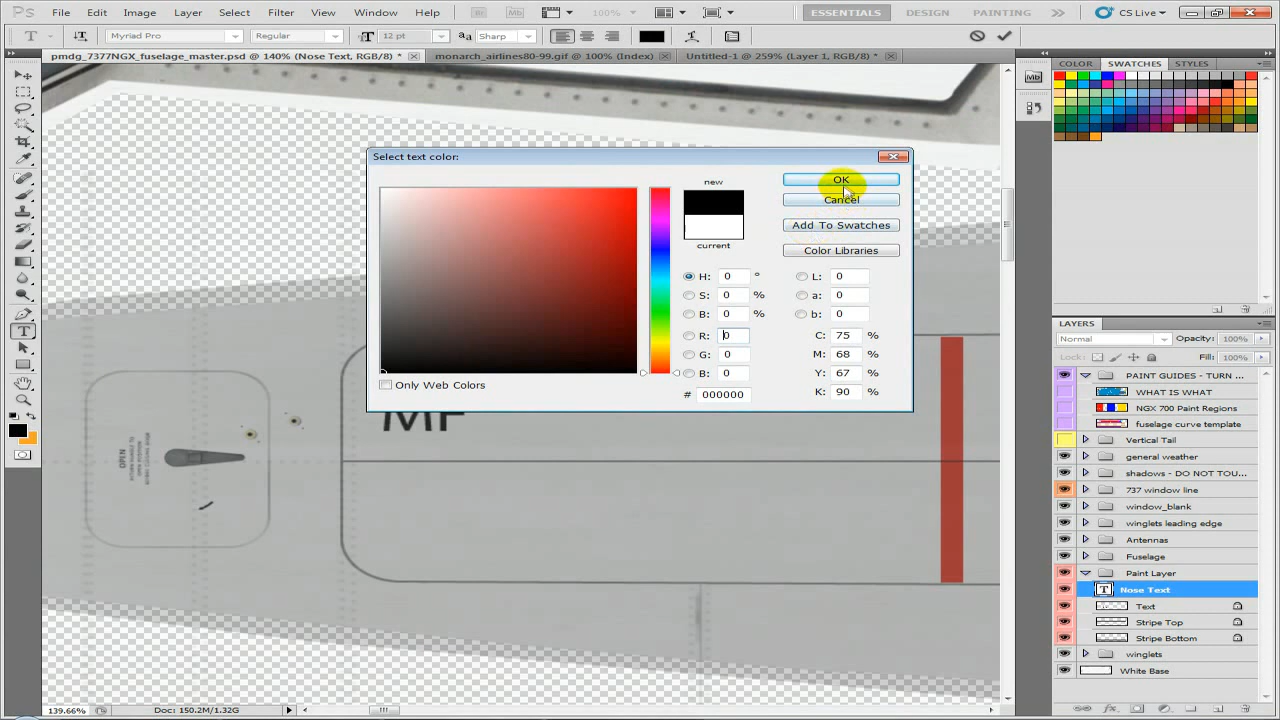 Ps File Edit Image Layer Select Filter View Window Help Br Mb 100% ESSENTIALS DESIGN PAINTING CS Live
T Myriad Pro Regular T 12 pt aa Sharp
pmdg_7377NGX_fuselage_master.psd @ 140% (Nose Text, RGB/8) * monarch_airlines80-99.gif @ 100% (Index) Untitled-1 @ 259% (Layer 1, RGB/8) *
COLOR SWATCHES STYLES
Mb
Select text color:
new
current
OK
Cancel
Add To Swatches
Color Libraries
H: 0 ° L: 0
S: 0 % a: 0
B: 0 % b: 0
R: 0 C: 75 %
G: 0 M: 68 %
B: 0 Y: 67 %
# 000000 K: 90 %
Only Web Colors
MF
OPEN
LAYERS
Normal Opacity: 100%
Lock: Fill: 100%
PAINT GUIDES - TURN ...
WHAT IS WHAT
NGX 700 Paint Regions
fuselage curve template
Vertical Tail
general weather
shadows - DO NOT TOU...
737 window line
window_blank
winglets leading edge
Antennas
Fuselage
Paint Layer
T Nose Text
Text
Stripe Top
Stripe Bottom
winglets
White Base
139.66% Doc: 150.2M/1.32G